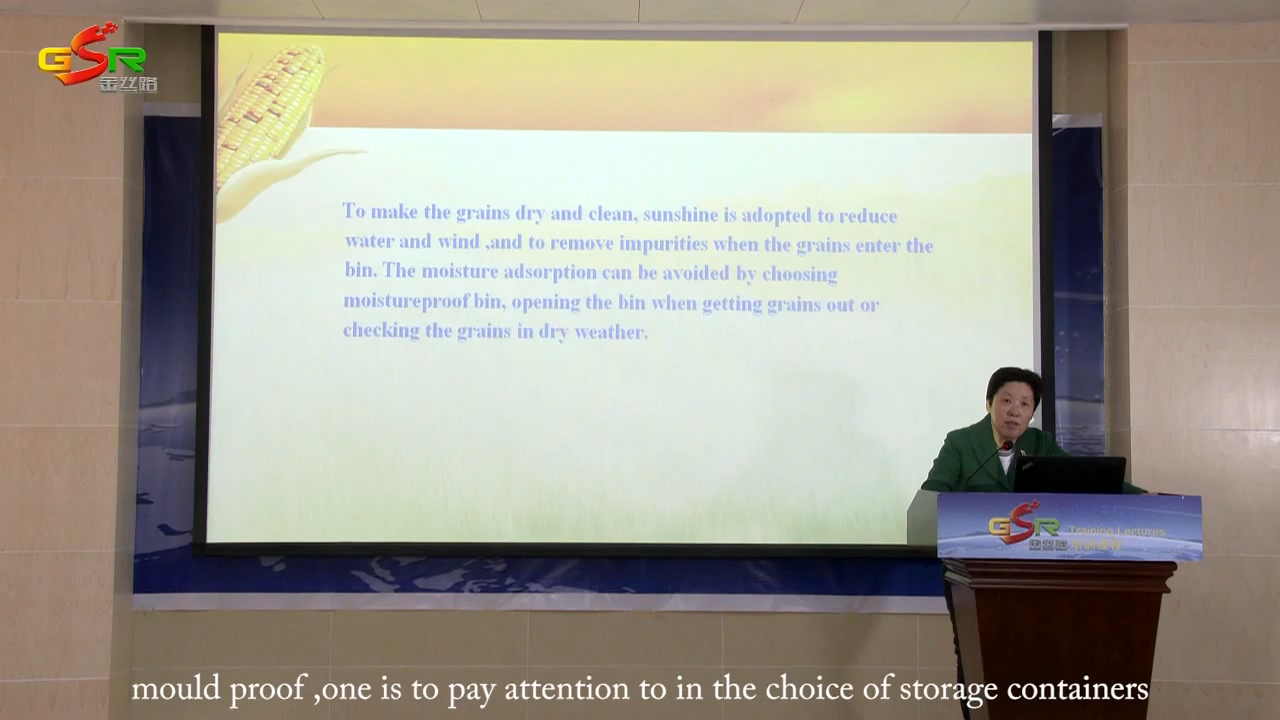 GSR
金丝路
To make the grains dry and clean, sunshine is adopted to reduce
water and wind ,and to remove impurities when the grains enter the
bin. The moisture adsorption can be avoided by choosing
moistureproof bin, opening the bin when getting grains out or
checking the grains in dry weather.
GSR
金丝路
Training Lectures
mould proof ,one is to pay attention to in the choice of storage containers